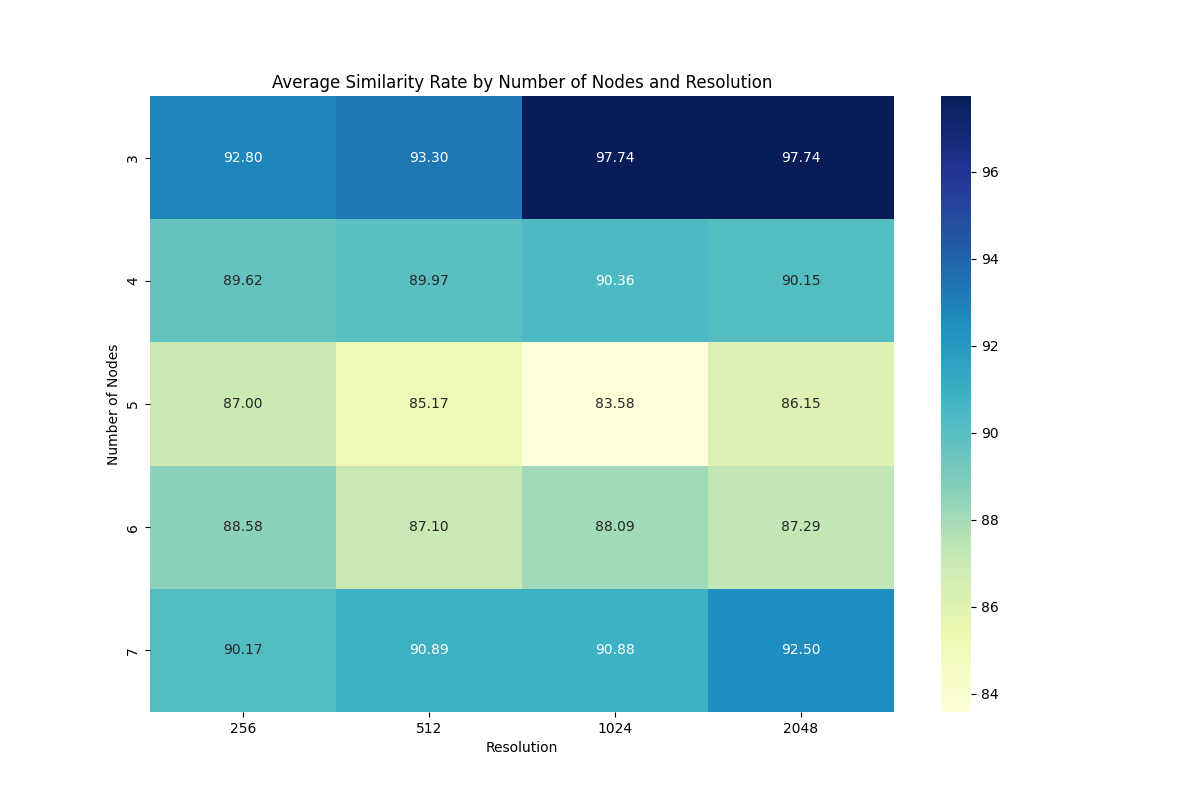 Average Similarity Rate by Number of Nodes and Resolution
3
92.80 93.30 97.74 97.74
96
94
4
89.62 89.97 90.36 90.15
92
Number of Nodes
5
87.00 85.17 83.58 86.15
90
6
88.58 87.10 88.09 87.29
88
7
90.17 90.89 90.88 92.50
86
84
256 512 1024 2048
Resolution